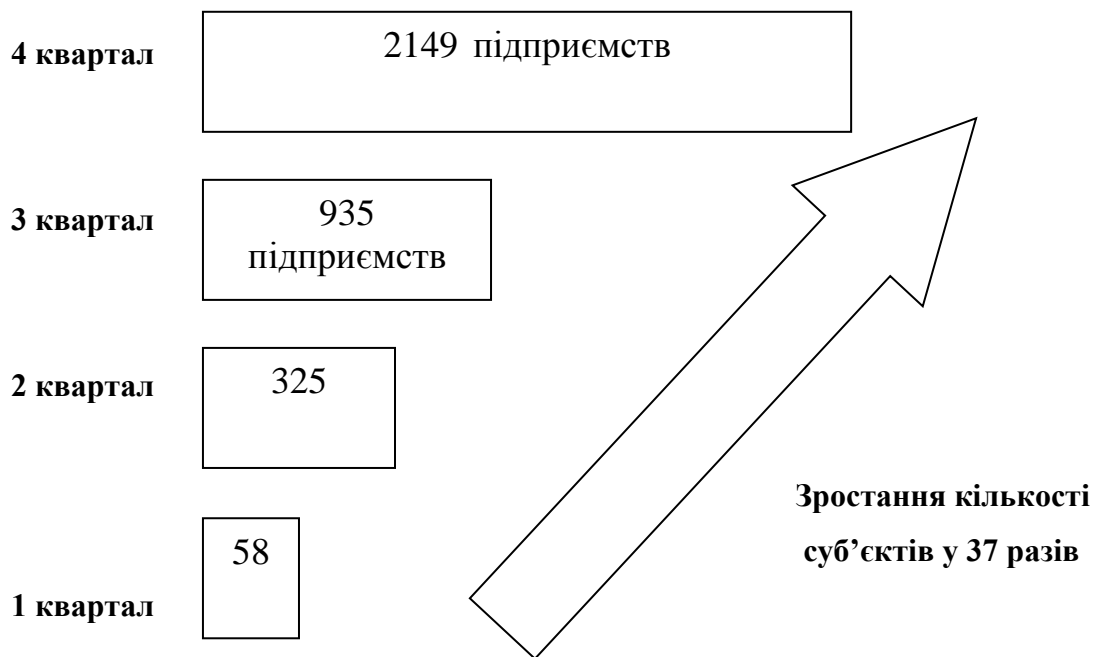 4 квартал
2149 підприємств
3 квартал
935
підприємств
2 квартал
325
1 квартал
58
Зростання кількості
суб’єктів у 37 разів